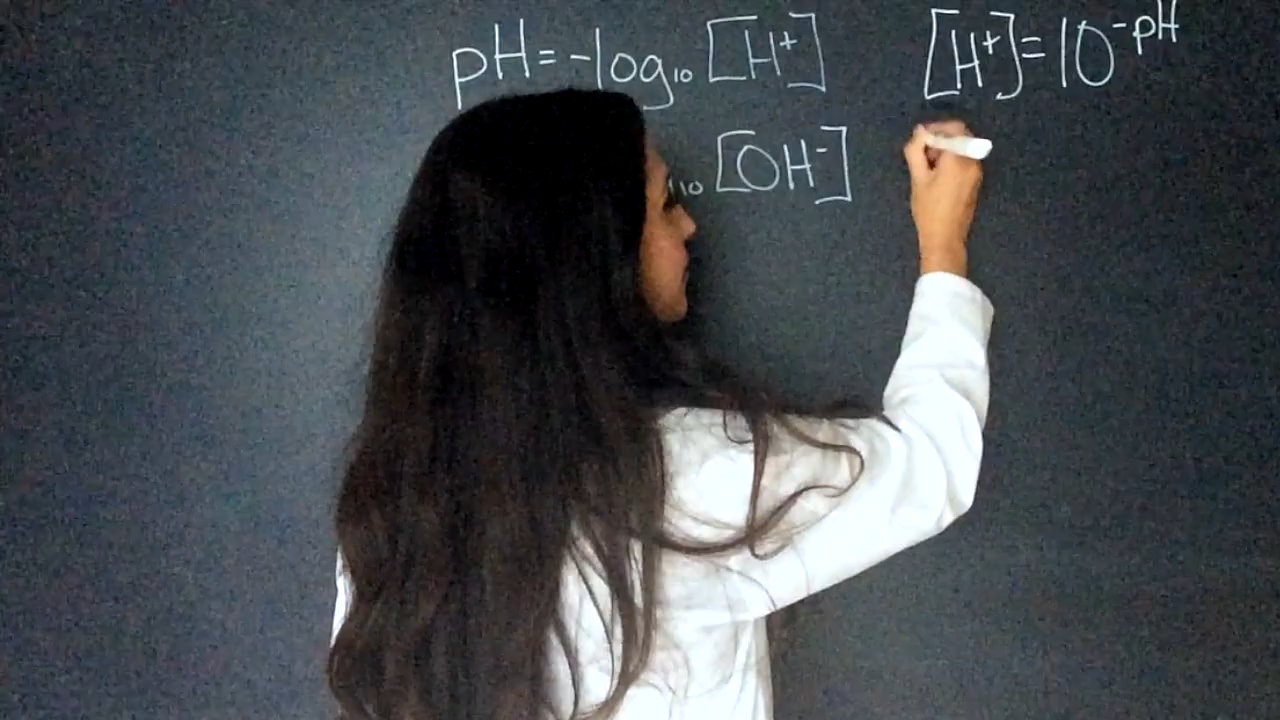 pH = -log₁₀ [H⁺] [H⁺] = 10⁻ᵖᴴ
₁₀ [OH⁻]